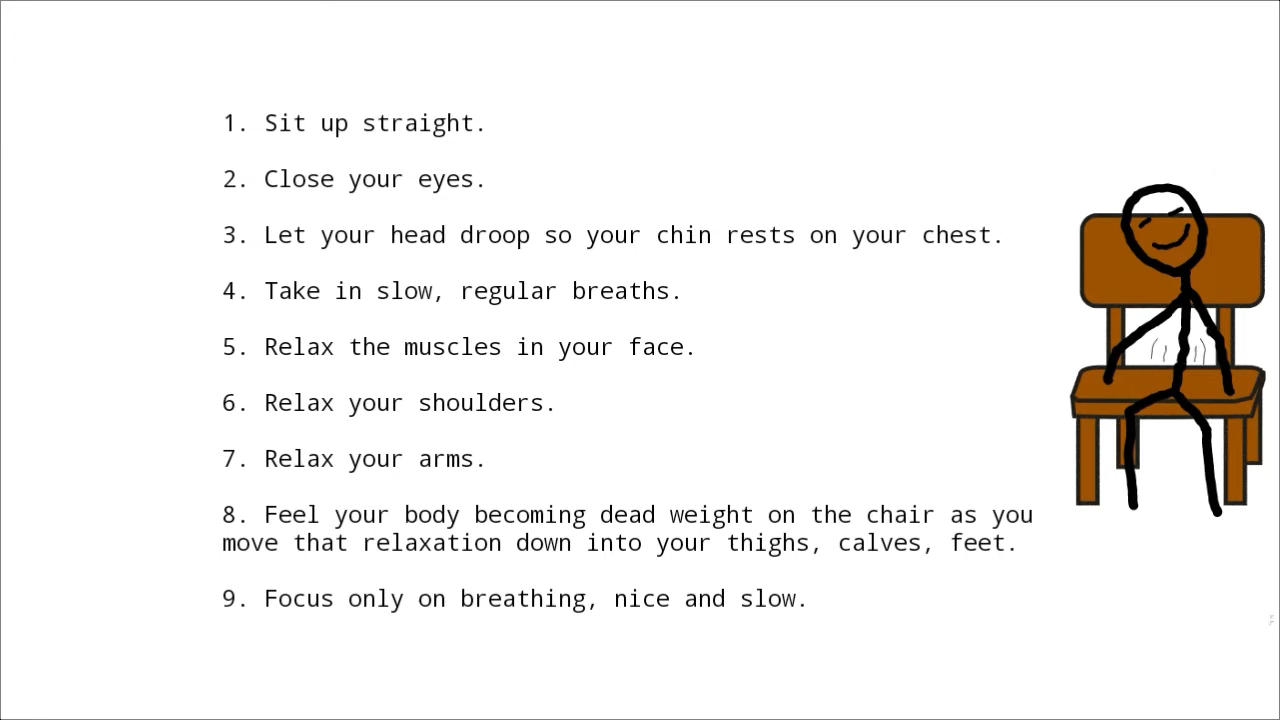 1. Sit up straight.
2. Close your eyes.
3. Let your head droop so your chin rests on your chest.
4. Take in slow, regular breaths.
5. Relax the muscles in your face.
6. Relax your shoulders.
7. Relax your arms.
8. Feel your body becoming dead weight on the chair as you
move that relaxation down into your thighs, calves, feet.
9. Focus only on breathing, nice and slow.